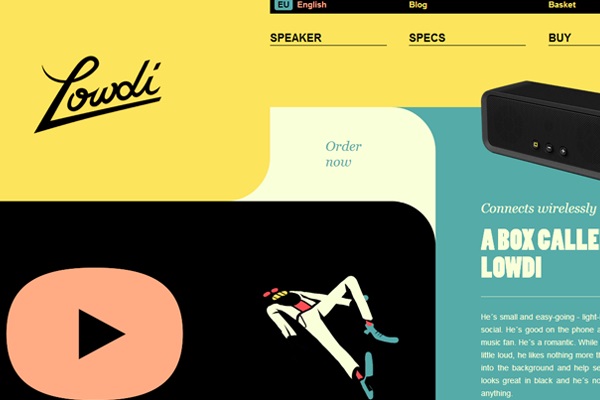 EU English Blog Basket
SPEAKER SPECS BUY
Lowdi
Order
now
Connects wirelessly
A BOX CALLE
LOWDI
He's small and easy-going - light-
social. He's good on the phone a
music fan. He's a romantic. While
little loud, he likes nothing more th
into the background and help se
looks great in black and he's no
anything.